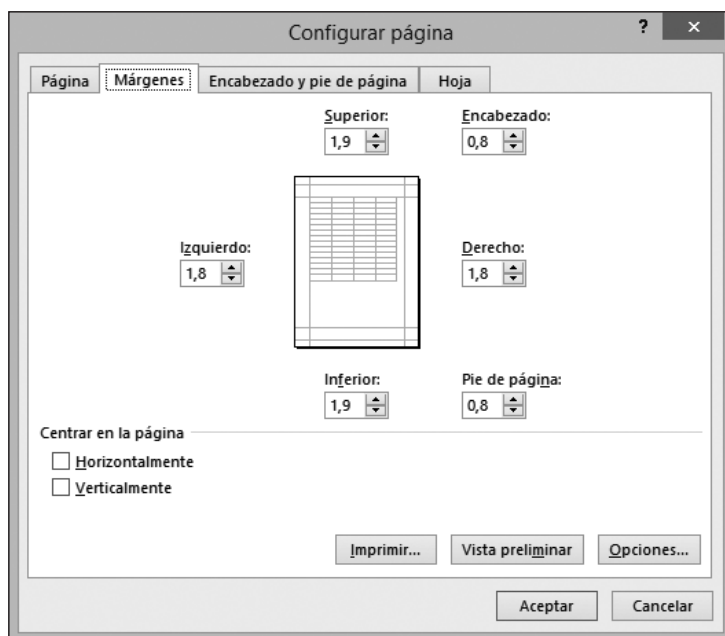 Configurar página ? ×
Página Márgenes Encabezado y pie de página Hoja
Superior: Encabezado:
1,9 0,8
Izquierdo: Derecho:
1,8 1,8
Inferior: Pie de página:
1,9 0,8
Centrar en la página
Horizontalmente
Verticalmente
Imprimir... Vista preliminar Opciones...
Aceptar Cancelar